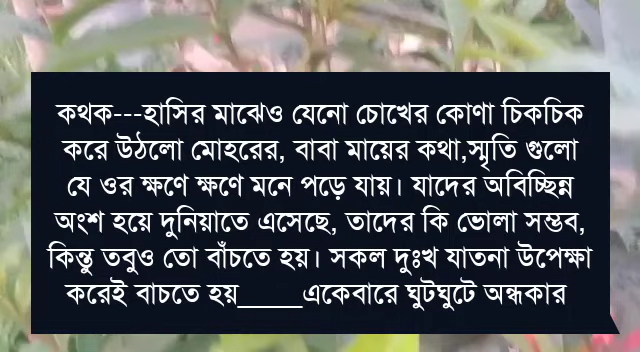 কথক---হাসির মাঝেও যেনো চোখের কোণা চিকচিক
করে উঠলো মোহরের, বাবা মায়ের কথা,স্মৃতি গুলো
যে ওর ক্ষণে ক্ষণে মনে পড়ে যায়। যাদের অবিচ্ছিন্ন
অংশ হয়ে দুনিয়াতে এসেছে, তাদের কি ভোলা সম্ভব,
কিন্তু তবুও তো বাঁচতে হয়। সকল দুঃখ যাতনা উপেক্ষা
করেই বাচতে হয়____একেবারে ঘুটঘুটে অন্ধকার